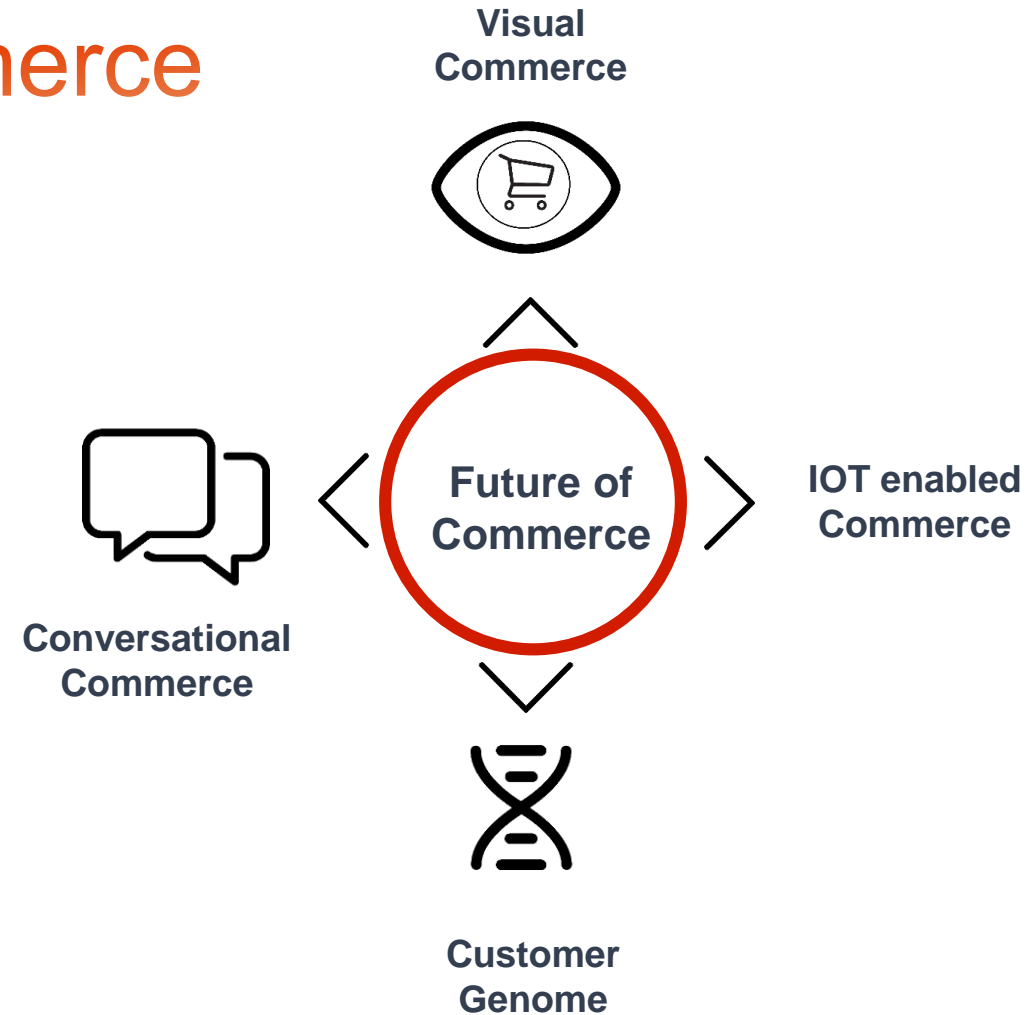 merce
Visual
Commerce
Future of
Commerce
IOT enabled
Commerce
Conversational
Commerce
Customer
Genome